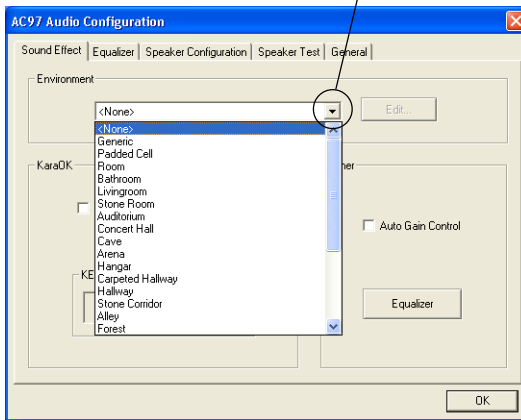 AC97 Audio Configuration
Sound Effect Equalizer Speaker Configuration Speaker Test General
Environment
<None> Edit...
<None>
Generic
Padded Cell
Room
Bathroom
Livingroom
Stone Room
Auditorium
Concert Hall
Cave
Arena
Hangar
Carpeted Hallway
Hallway
Stone Corridor
Alley
Forest
KaraOK
KE
her
Auto Gain Control
Equalizer
OK